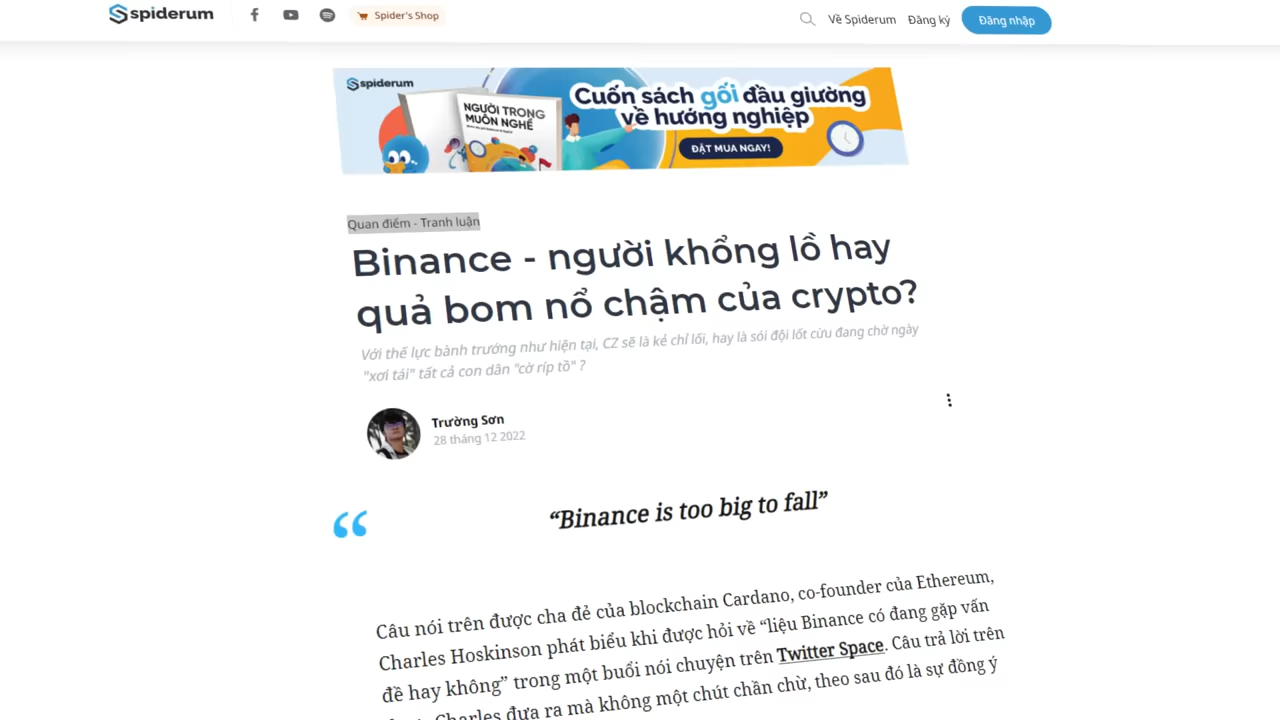 spiderum
Spider's Shop
Về Spiderum
Đăng ký
Đăng nhập
spiderum
NGƯỜI TRONG
MUÔN NGHỀ
Cuốn sách gối đầu giường
về hướng nghiệp
ĐẶT MUA NGAY!
Quan điểm - Tranh luận
Binance - người khổng lồ hay
quả bom nổ chậm của crypto?
Với thế lực bành trướng như hiện tại, CZ sẽ là kẻ chỉ lối, hay là sói đội lốt cừu đang chờ ngày
"xơi tái" tất cả con dân "cờ ríp tồ" ?
Trường Sơn
28 tháng 12 2022
“Binance is too big to fall”
Câu nói trên được cha đẻ của blockchain Cardano, co-founder của Ethereum,
Charles Hoskinson phát biểu khi được hỏi về “liệu Binance có đang gặp vấn
đề hay không” trong một buổi nói chuyện trên Twitter Space. Câu trả lời trên
Charles đưa ra mà không một chút chần chừ, theo sau đó là sự đồng ý